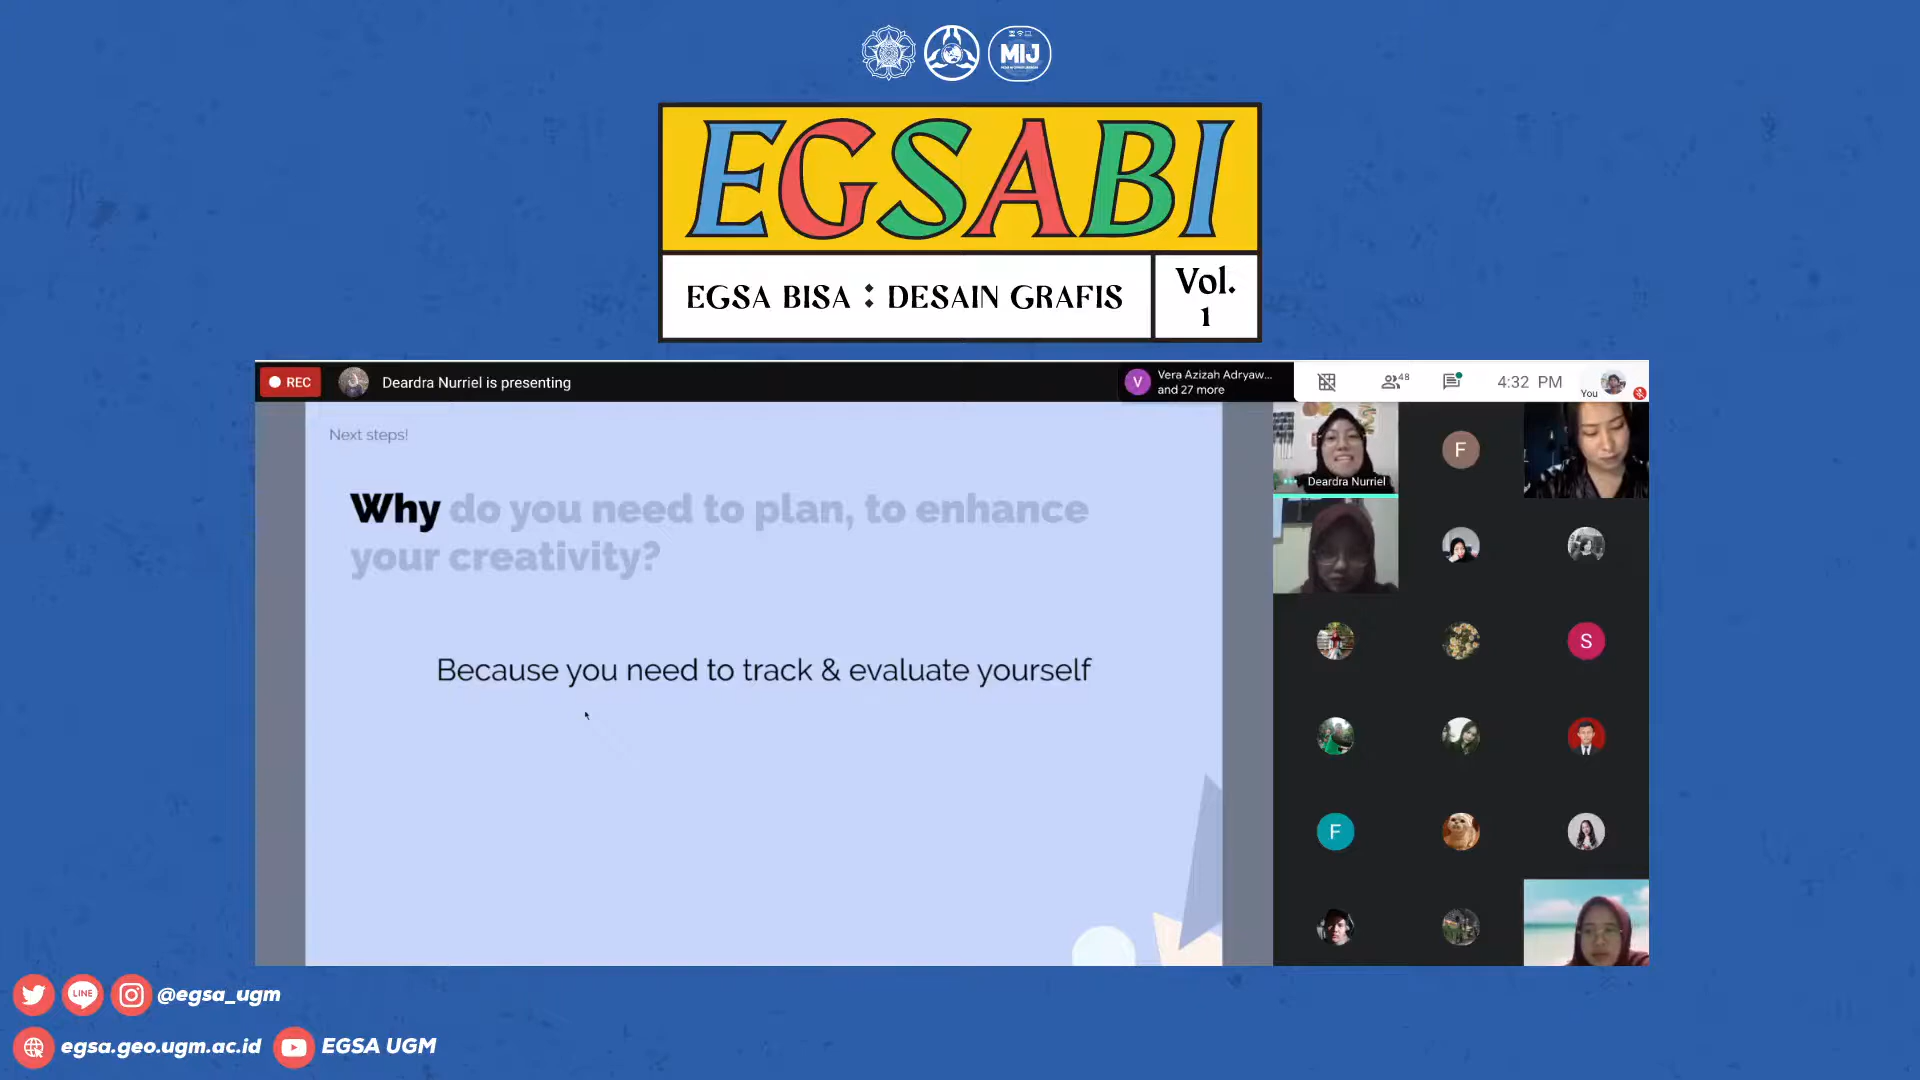 MIJ
EGSABI
EGSA BISA : DESAIN GRAFIS
Vol.
1
REC
Deardra Nurriel is presenting
V
Vera Azizah Adryaw...
and 27 more
48
4:32 PM
You
Next steps!
Why do you need to plan, to enhance
your creativity?
Because you need to track & evaluate yourself
Deardra Nurriel
F
S
F
LINE
@egsa_ugm
egsa.geo.ugm.ac.id
EGSA UGM